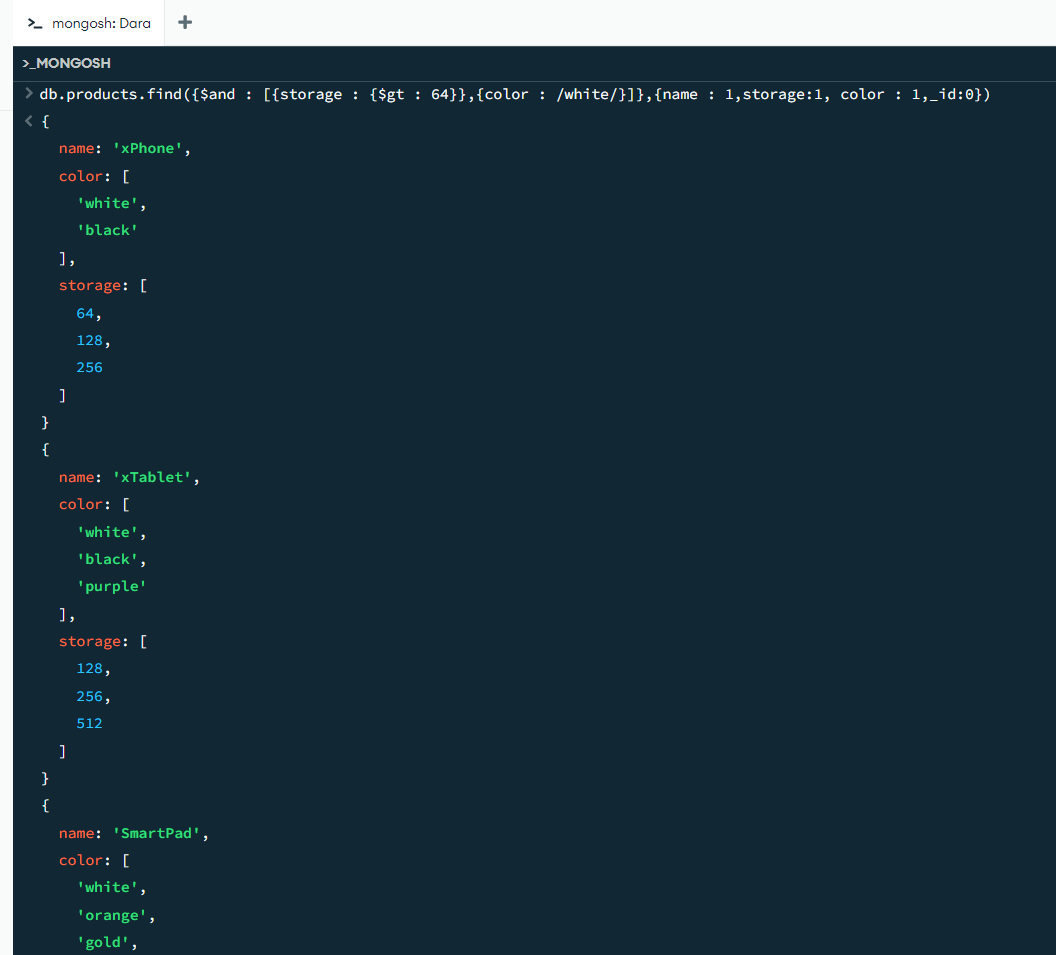 >_ mongosh: Dara +
>_MONGOSH
> db.products.find({$and : [{storage : {$gt : 64}},{color : /white/}]},{name : 1,storage:1, color : 1,_id:0})
< {
name: 'xPhone',
color: [
'white',
'black'
],
storage: [
64,
128,
256
]
}
{
name: 'xTablet',
color: [
'white',
'black',
'purple'
],
storage: [
128,
256,
512
]
}
{
name: 'SmartPad',
color: [
'white',
'orange',
'gold',